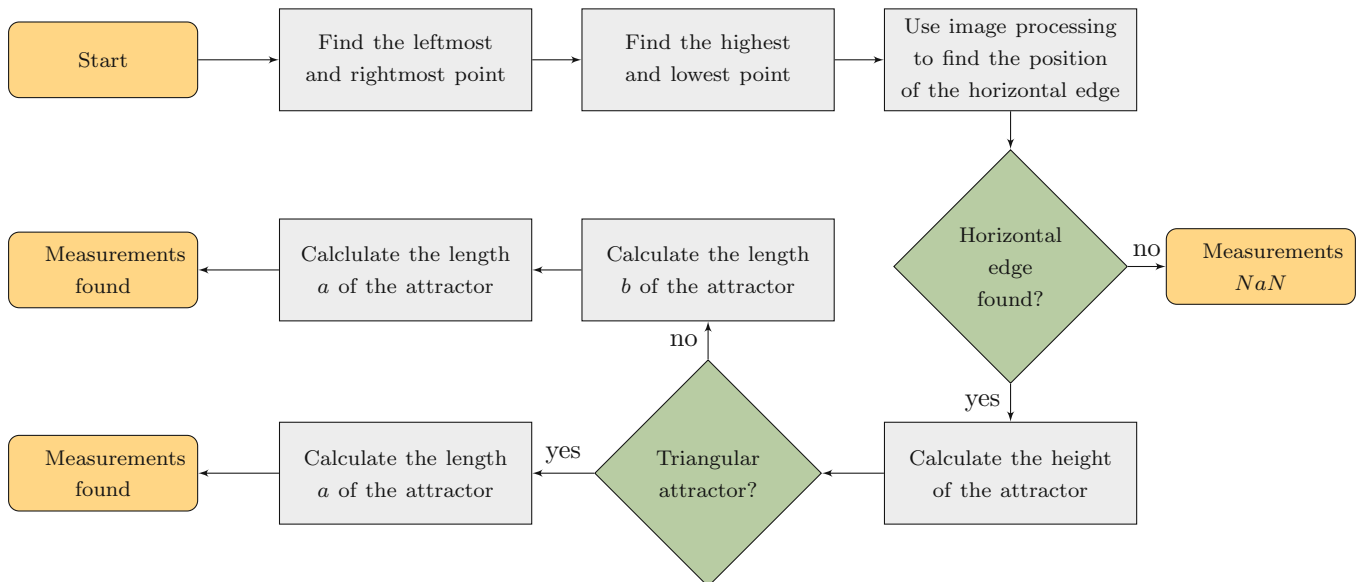 Start
Find the leftmost
and rightmost point
Find the highest
and lowest point
Use image processing
to find the position
of the horizontal edge
Horizontal
edge
found?
no
Measurements
NaN
yes
Calculate the height
of the attractor
Triangular
attractor?
no
Calculate the length
b of the attractor
Calclulate the length
a of the attractor
Measurements
found
yes
Calculate the length
a of the attractor
Measurements
found